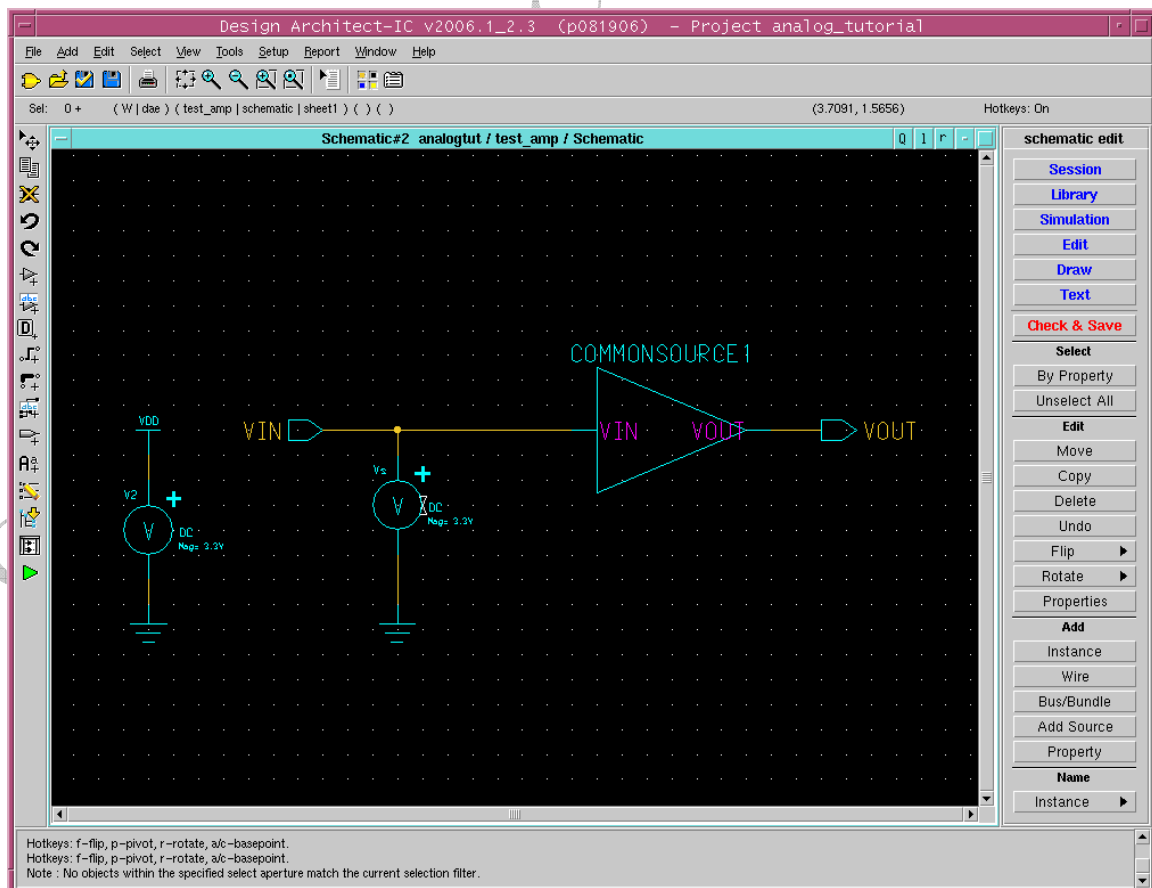 Design Architect-IC v2006.1_2.3 (p081906) - Project analog_tutorial
File Add Edit Select View Tools Setup Report Window Help
Sel: 0 + ( W | dae ) ( test_amp | schematic | sheet1 ) ( ) ( ) (3.7091, 1.5656) Hotkeys: On
Schematic#2 analogtut / test_amp / Schematic Q l r -
schematic edit
Session
Library
Simulation
Edit
Draw
Text
Check & Save
Select
By Property
Unselect All
Edit
Move
Copy
Delete
Undo
Flip
Rotate
Properties
Add
Instance
Wire
Bus/Bundle
Add Source
Property
Name
Instance
COMMONSOURCE1
VDD
VIN
VIN VOUT
VOUT
V2
V
DC
Mag= 3.3V
Vs
V
DC
Mag= 3.3V
Hotkeys: f-flip, p-pivot, r-rotate, a/c-basepoint.
Hotkeys: f-flip, p-pivot, r-rotate, a/c-basepoint.
Note : No objects within the specified select aperture match the current selection filter.